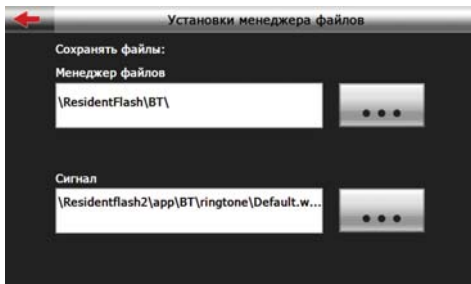 Установки менеджера файлов
Сохранять файлы:
Менеджер файлов
\ResidentFlash\BT\
Сигнал
\Residentflash2\app\BT\ringtone\Default.w...